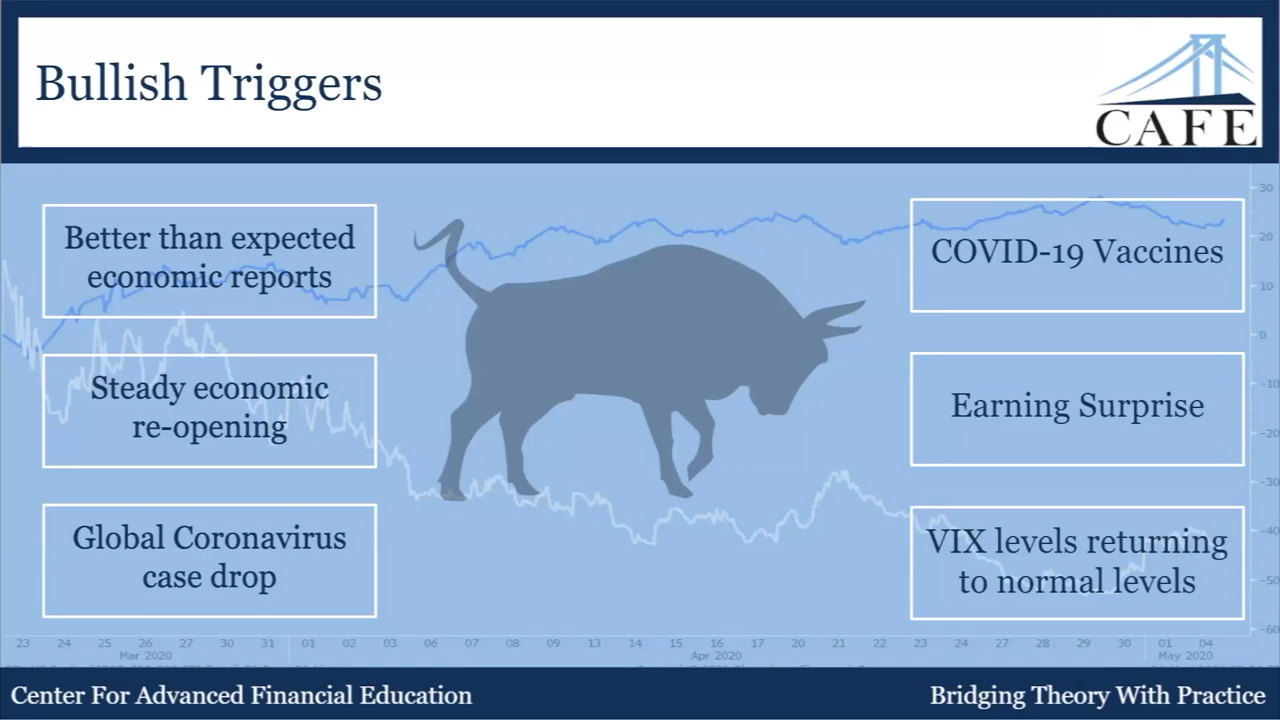 Bullish Triggers
CAFE
Better than expected
economic reports
COVID-19 Vaccines
Steady economic
re-opening
Earning Surprise
Global Coronavirus
case drop
VIX levels returning
to normal levels
30
20
10
0
-10
-20
-30
-40
-50
-60
23 24 25 26 27 30 31 01 02 03 06 07 08 09 13 14 15 16 17 20 21 22 23 24 27 28 29 30 01 04
Mar 2020 Apr 2020 May 2020
Center For Advanced Financial Education
Bridging Theory With Practice